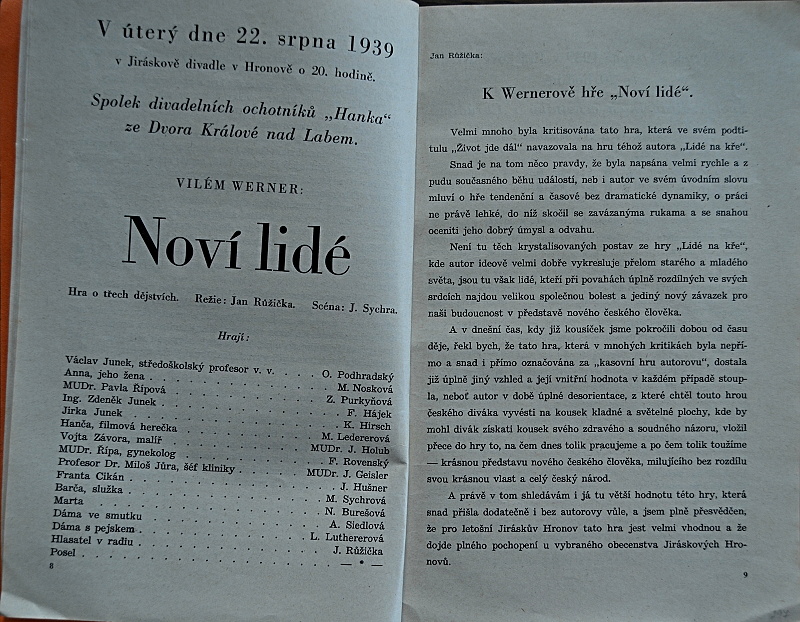 V úterý dne 22. srpna 1939
v Jiráskově divadle v Hronově o 20. hodině.
Spolek divadelních ochotníků „Hanka“
ze Dvora Králové nad Labem.
VILÉM WERNER:
Noví lidé
Hra o třech dějstvích. Režie: Jan Růžička. Scéna: J. Sychra.
Hrají:
Václav Junek, středoškolský profesor v. v. . . . . O. Podhradský
Anna, jeho žena . . . . . . . . . . M. Nosková
MUDr. Pavla Řípová . . . . . . . . . . Z. Purkyňová
Ing. Zdeněk Junek . . . . . . . . . . F. Hájek
Jirka Junek . . . . . . . . . . K. Hirsch
Hanča, filmová herečka . . . . . . . . . . M. Ledererová
Vojta Závora, malíř . . . . . . . . . . MUDr. J. Holub
MUDr. Řípa, gynekolog . . . . . . . . . . F. Rovenský
Profesor Dr. Miloš Jůra, šéf kliniky . . . . . MUDr. J. Geisler
Franta Cikán . . . . . . . . . . J. Hušner
Barča, služka . . . . . . . . . . M. Sychrová
Marta . . . . . . . . . . N. Burešová
Dáma ve smutku . . . . . . . . . . A. Siedlová
Dáma s pejskem . . . . . . . . . . L. Luthererová
Hlasatel v radiu . . . . . . . . . . J. Růžička
Posel . . . . . . . . . . — * —
8
Jan Růžička:
K Wernerově hře „Noví lidé“.
Velmi mnoho byla kritisována tato hra, která ve svém podti-
tulu „Život jde dál“ navazovala na hru téhož autora „Lidé na kře“.
Snad je na tom něco pravdy, že byla napsána velmi rychle a z
pudu současného běhu událostí, neb i autor ve svém úvodním slovu
mluví o hře tendenční a časové bez dramatické dynamiky, o práci
ne právě lehké, do níž skočil se zavázanýma rukama a se snahou
oceniti jeho dobrý úmysl a odvahu.
Není tu těch krystalisovaných postav ze hry „Lidé na kře“,
kde autor ideově velmi dobře vykresluje přelom starého a mladého
světa, jsou tu však lidé, kteří při povahách úplně rozdílných ve svých
srdcích najdou velikou společnou bolest a jediný nový závazek pro
naši budoucnost v představě nového českého člověka.
A v dnešní čas, kdy již kousíček jsme pokročili dobou od času
děje, řekl bych, že tato hra, která v mnohých kritikách byla nepří-
mo a snad i přímo označována za „kasovní hru autorovu“, dostala
již úplně jiný vzhled a její vnitřní hodnota v každém případě stoup-
la, neboť autor v době úplné desorientace, z které chtěl touto hrou
českého diváka vyvésti na kousek kladné a světelné plochy, kde by
mohl divák získati kousek svého zdravého a soudného názoru, vložil
přece do hry to, na čem dnes tolik pracujeme a po čem tolik toužíme
— krásnou představu nového českého člověka, milujícího bez rozdílu
svou krásnou vlast a celý český národ.
A právě v tom shledávám i já tu větší hodnotu této hry, která
snad přišla dodatečně i bez autorovy vůle, a jsem plně přesvědčen,
že pro letošní Jiráskův Hronov tato hra jest velmi vhodnou a že
dojde plného pochopení u vybraného obecenstva Jiráskových Hro-
novů.
9